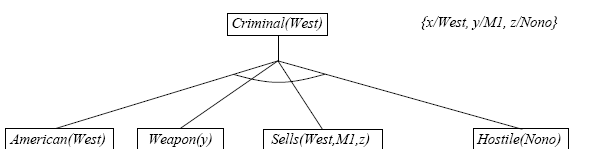 Criminal(West)
{x/West, y/M1, z/Nono}
American(West)
Weapon(y)
Sells(West,M1,z)
Hostile(Nono)